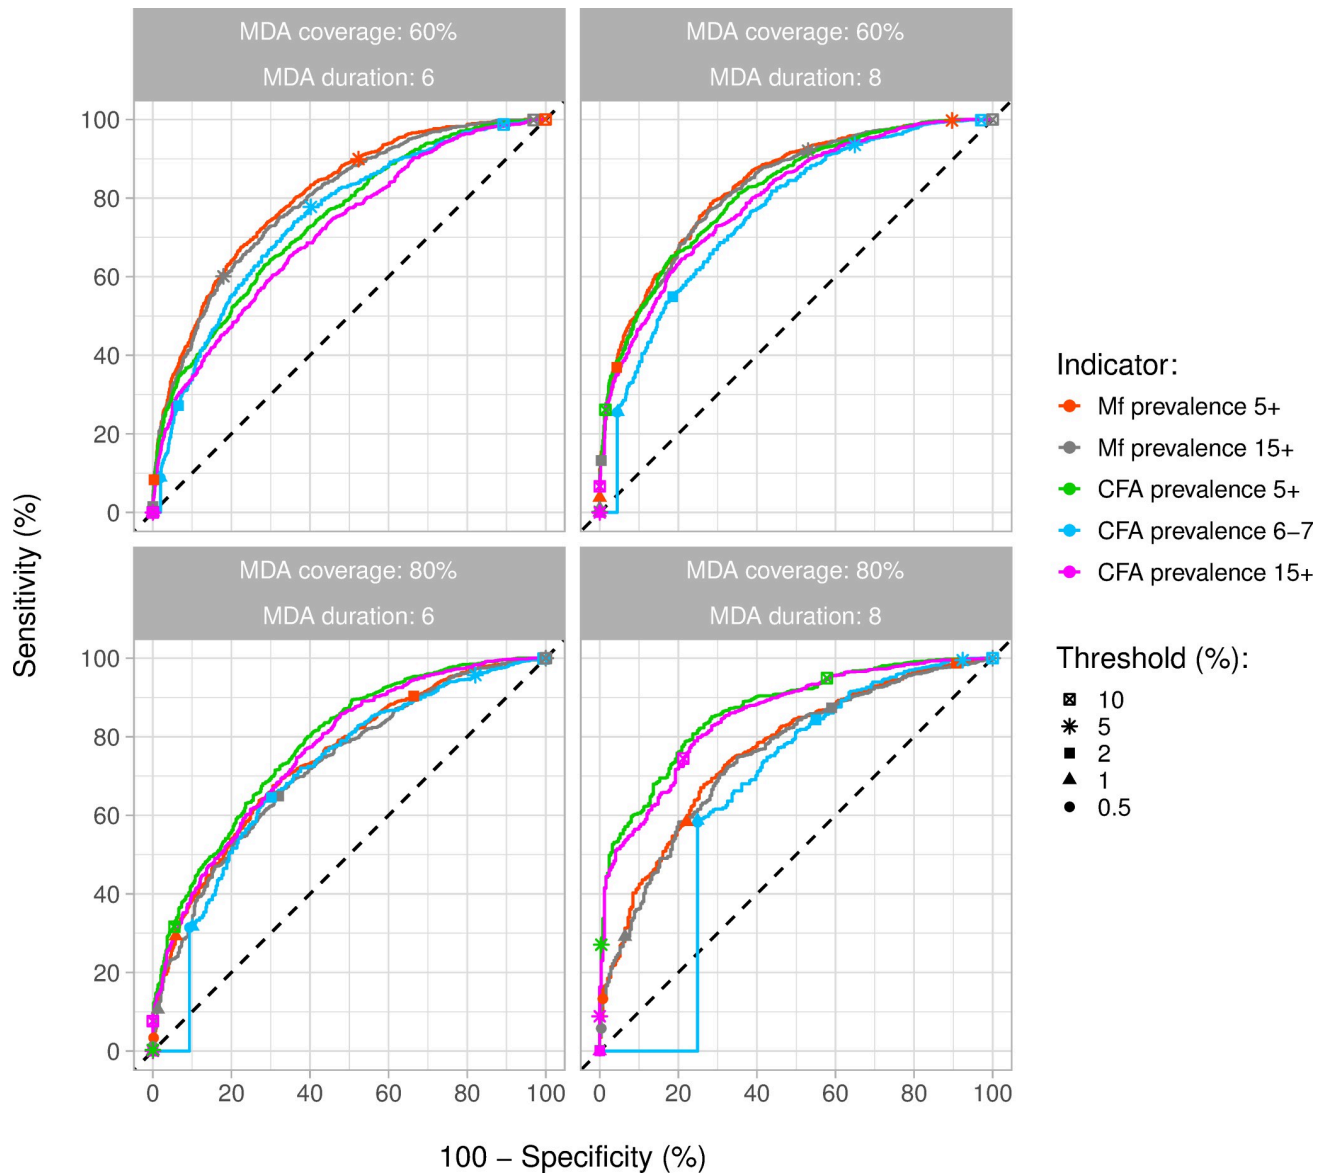 MDA coverage: 60%
MDA duration: 6
MDA coverage: 60%
MDA duration: 8
100
80
60
40
20
0
MDA coverage: 80%
MDA duration: 6
MDA coverage: 80%
MDA duration: 8
100
80
60
40
20
0
0 20 40 60 80 100
0 20 40 60 80 100
Sensitivity (%)
100 − Specificity (%)
Indicator:
Mf prevalence 5+
Mf prevalence 15+
CFA prevalence 5+
CFA prevalence 6−7
CFA prevalence 15+
Threshold (%):
10
5
2
1
0.5